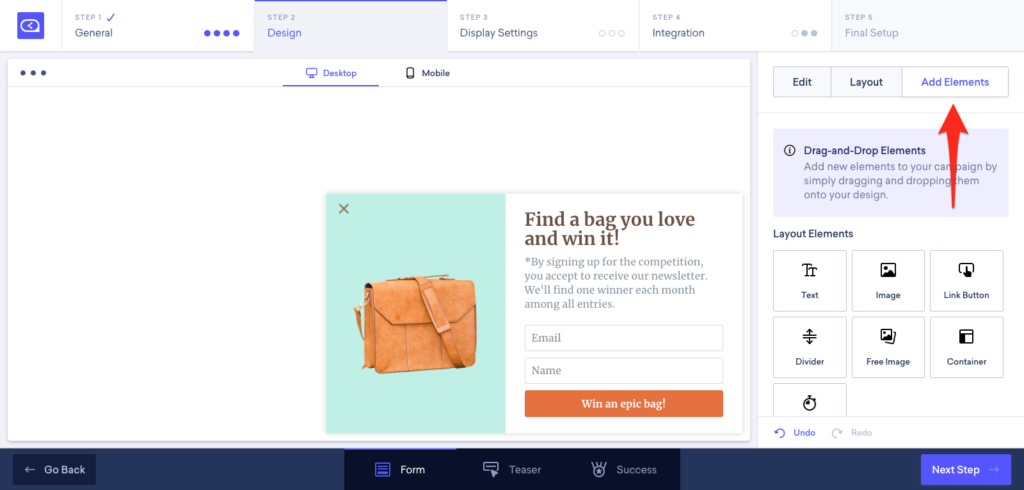 STEP 1
General
STEP 2
Design
STEP 3
Display Settings
STEP 4
Integration
STEP 5
Final Setup
Desktop
Mobile
Edit
Layout
Add Elements
Drag-and-Drop Elements
Add new elements to your campaign by
simply dragging and dropping them
onto your design.
Find a bag you love
and win it!
*By signing up for the competition,
you accept to receive our newsletter.
We'll find one winner each month
among all entries.
Email
Name
Win an epic bag!
Layout Elements
Text
Image
Link Button
Divider
Free Image
Container
Undo
Redo
Go Back
Form
Teaser
Success
Next Step